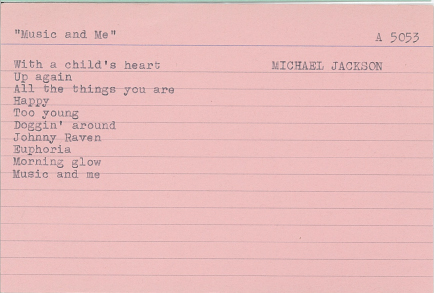 "Music and Me" A 5053
With a child's heart MICHAEL JACKSON
Up again
All the things you are
Happy
Too young
Doggin' around
Johnny Raven
Euphoria
Morning glow
Music and me